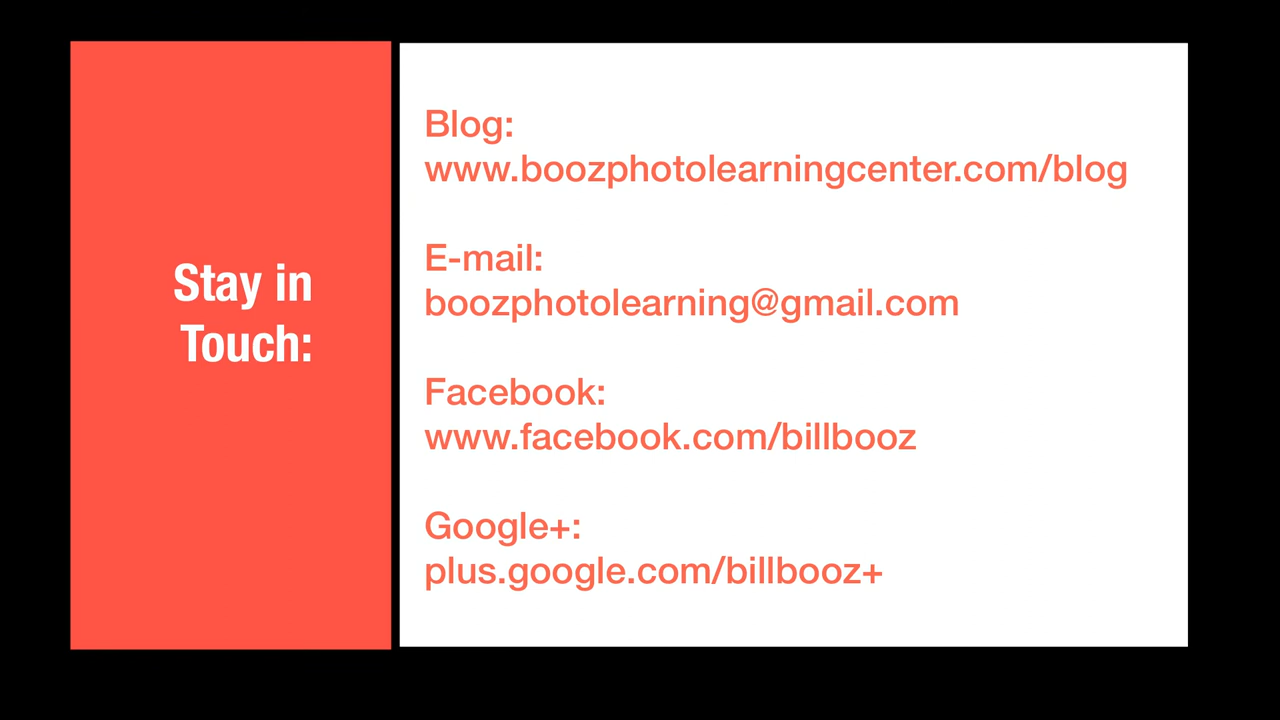 Stay in
Touch:
Blog:
www.boozphotolearningcenter.com/blog
E-mail:
boozphotolearning@gmail.com
Facebook:
www.facebook.com/billbooz
Google+:
plus.google.com/billbooz+